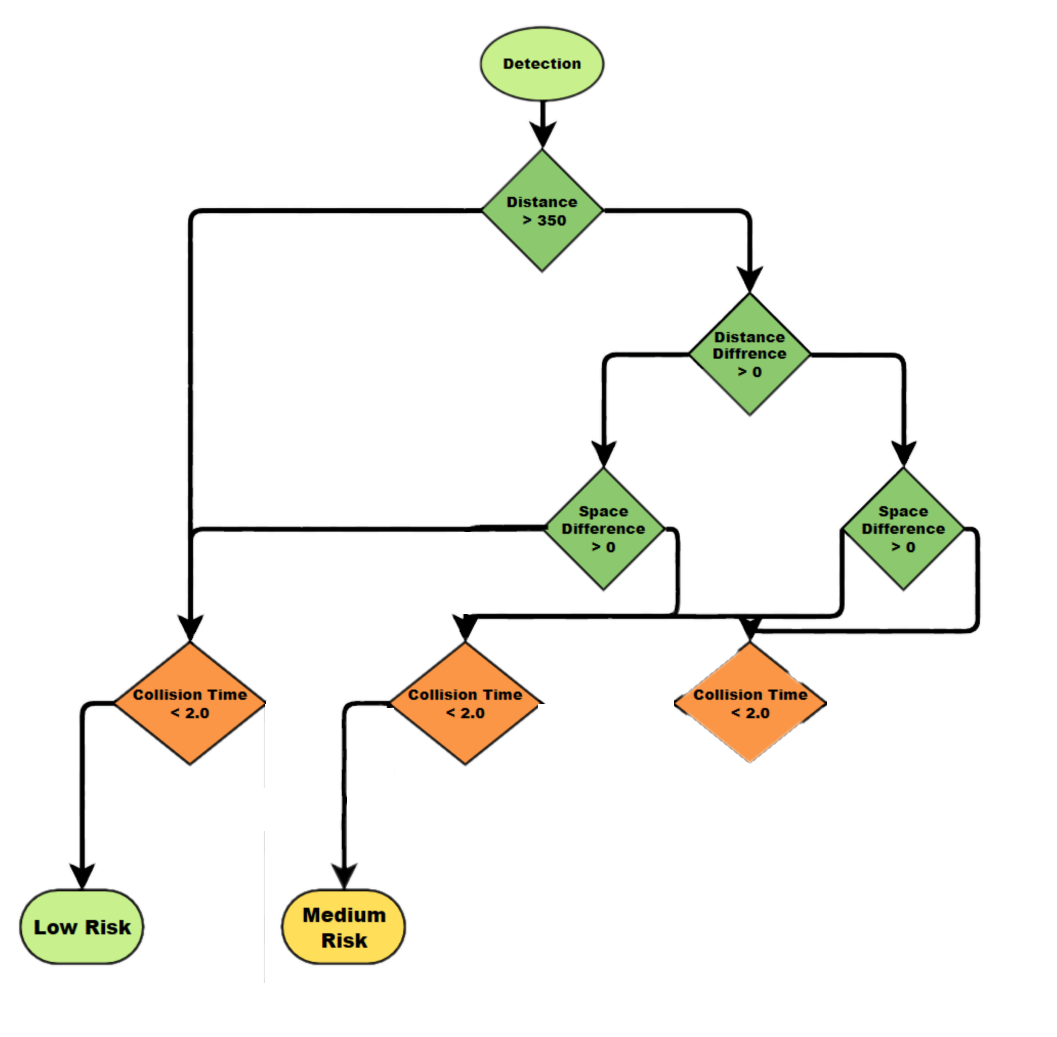 Detection
Distance
> 350
Distance
Diffrence
> 0
Space
Difference
> 0
Space
Difference
> 0
Collision Time
< 2.0
Collision Time
< 2.0
Collision Time
< 2.0
Low Risk
Medium
Risk